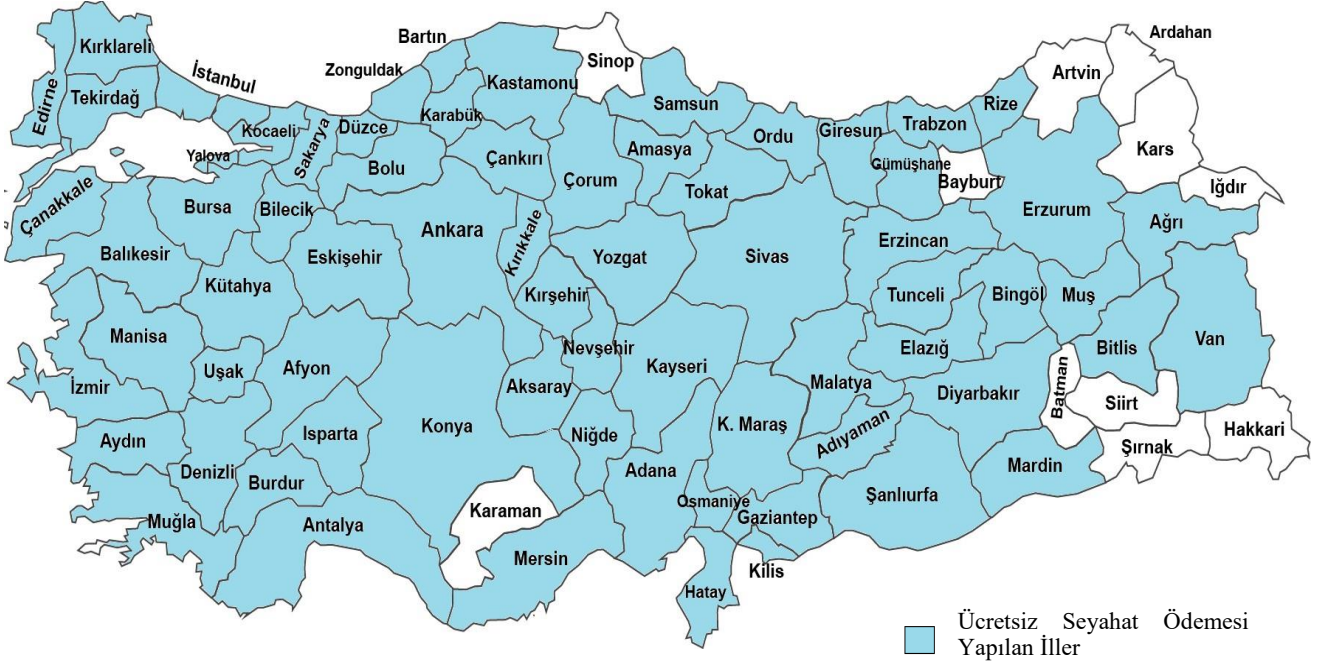 Bartın
Ardahan
Kırklareli
Sinop
Zonguldak
İstanbul
Artvin
Kastamonu
Edirne
Tekirdağ
Samsun
Rize
Karabük
Kocaeli
Sakarya
Düzce
Ordu
Giresun
Trabzon
Yalova
Bolu
Çankırı
Amasya
Kars
Gümüşhane
Çorum
Bayburt
Iğdır
Çanakkale
Tokat
Bursa
Bilecik
Erzurum
Ankara
Kırıkkale
Ağrı
Erzincan
Balıkesir
Eskişehir
Yozgat
Sivas
Kütahya
Kırşehir
Tunceli
Bingöl
Muş
Manisa
Van
Nevşehir
Elazığ
Bitlis
Uşak
Afyon
Kayseri
İzmir
Aksaray
Malatya
Batman
Diyarbakır
Siirt
Konya
K. Maraş
Adıyaman
Isparta
Niğde
Aydın
Hakkari
Şırnak
Mardin
Denizli
Adana
Burdur
Şanlıurfa
Osmaniye
Karaman
Gaziantep
Muğla
Antalya
Mersin
Kilis
Hatay
Ücretsiz Seyahat Ödemesi
Yapılan İller